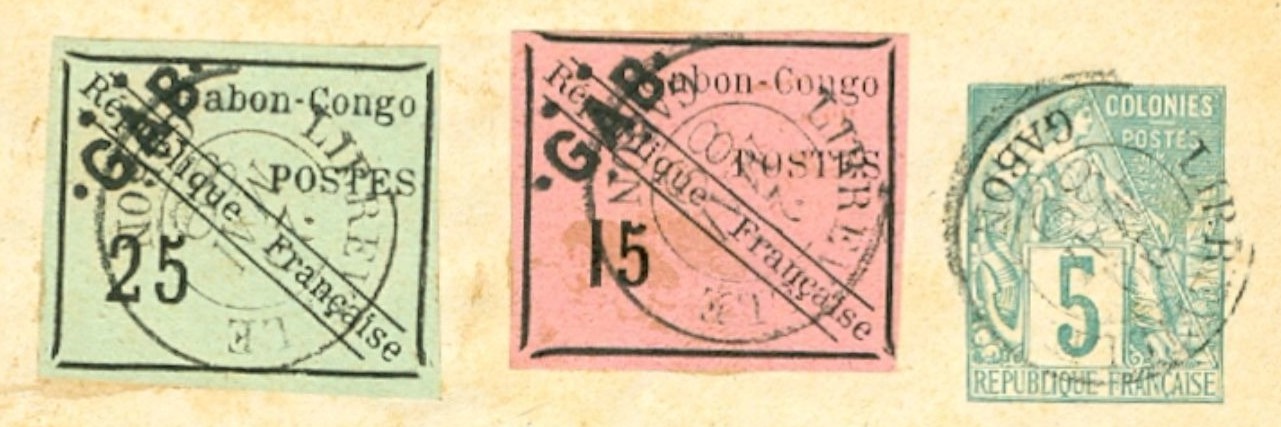 ·G·A·B·
Gabon-Congo
POSTES
République Française
25
LIBREVILLE
GABON
·G·A·B·
Gabon-Congo
POSTES
République Française
15
LIBREVILLE
GABON
COLONIES
POSTES
5
REPUBLIQUE FRANÇAISE
GABON
LIBREVILLE